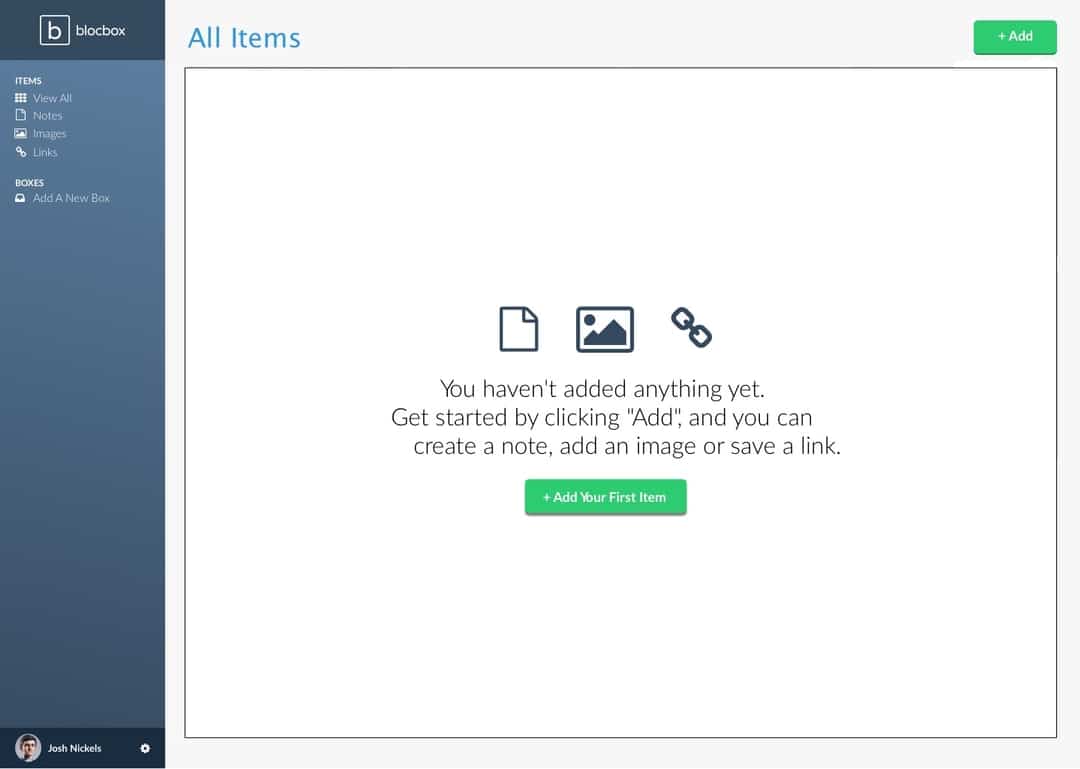 b blocbox
All Items
+ Add
ITEMS
View All
Notes
Images
Links
BOXES
Add A New Box
You haven't added anything yet.
Get started by clicking "Add", and you can
create a note, add an image or save a link.
+ Add Your First Item
Josh Nickels